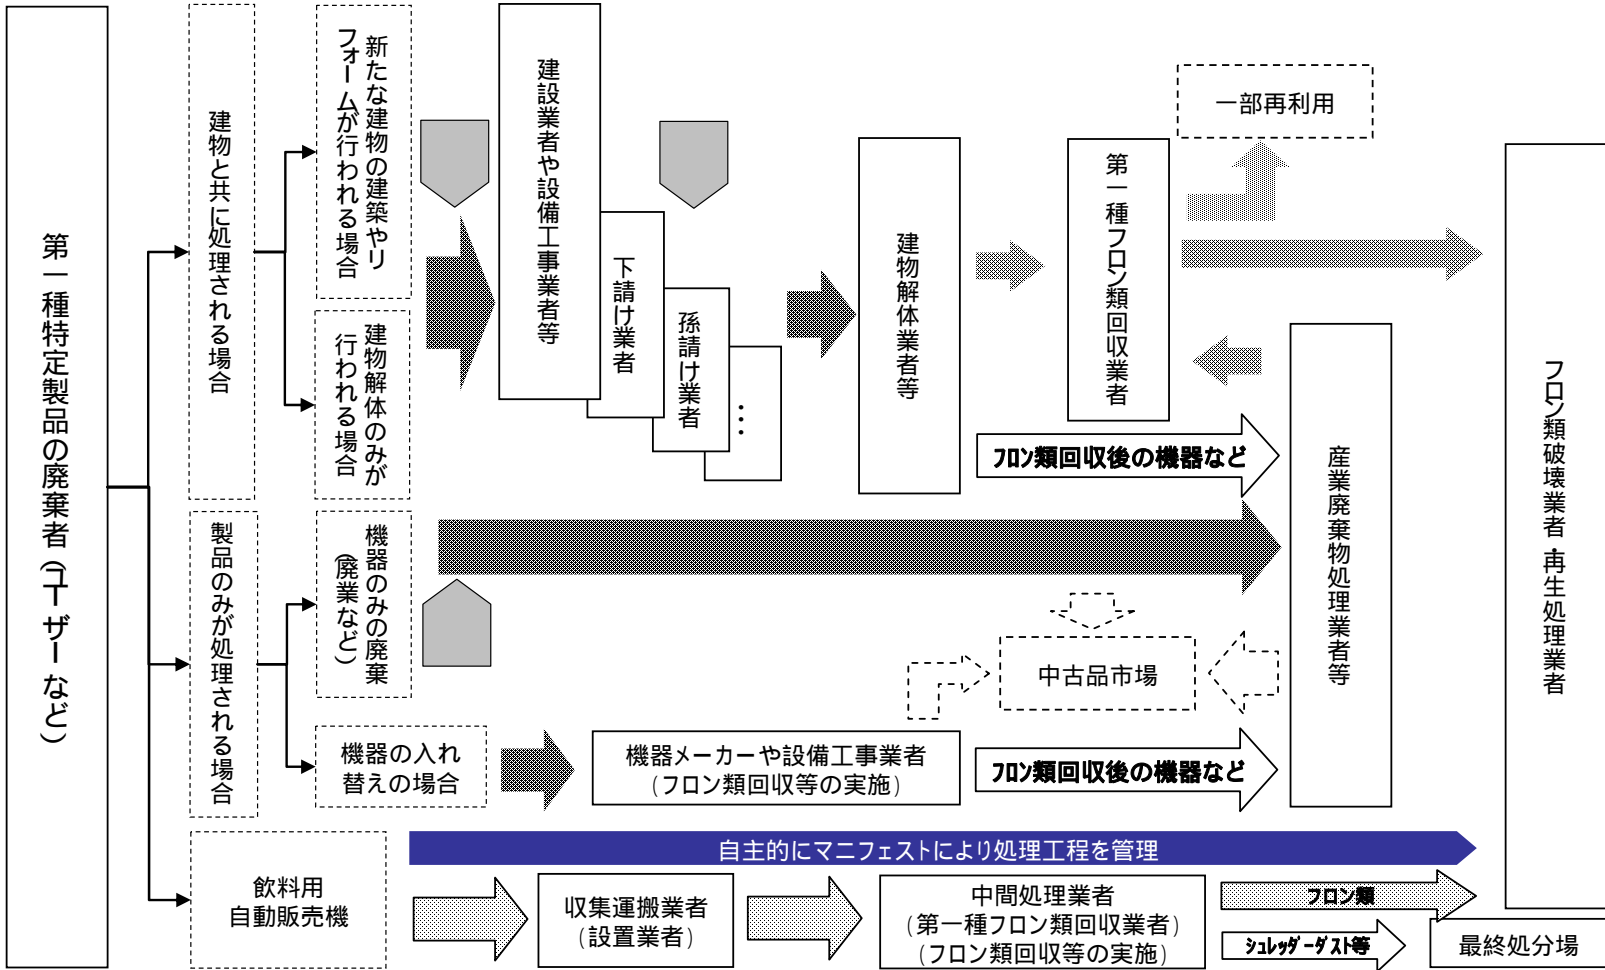 第一種特定製品の廃棄者(ユーザーなど)
建物と共に処理される場合
新たな建物の建築やリ
フォームが行われる場合
建物解体のみが
行われる場合
製品のみが処理される場合
機器のみの廃棄
(廃業など)
機器の入れ
替えの場合
飲料用
自動販売機
建設業者や設備工事業者等
下請け業者
孫請け業者
…
建物解体業者等
第一種フロン類回収業者
一部再利用
フロン類破壊業者・再生処理業者
フロン類回収後の機器など
産業廃棄物処理業者等
中古品市場
機器メーカーや設備工事業者
(フロン類回収等の実施)
フロン類回収後の機器など
自主的にマニフェストにより処理工程を管理
収集運搬業者
(設置業者)
中間処理業者
(第一種フロン類回収業者)
(フロン類回収等の実施)
フロン類
シュレッダーダスト等
最終処分場